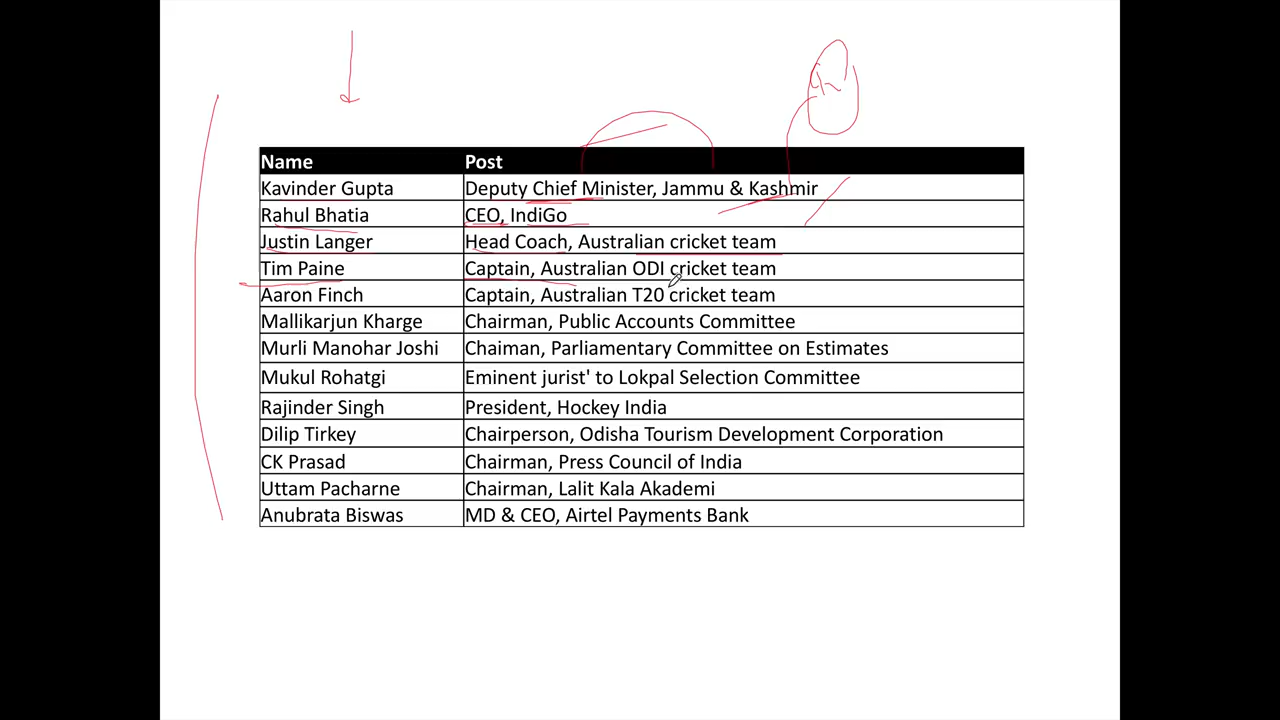 Name Post
Kavinder Gupta Deputy Chief Minister, Jammu & Kashmir
Rahul Bhatia CEO, IndiGo
Justin Langer Head Coach, Australian cricket team
Tim Paine Captain, Australian ODI cricket team
Aaron Finch Captain, Australian T20 cricket team
Mallikarjun Kharge Chairman, Public Accounts Committee
Murli Manohar Joshi Chaiman, Parliamentary Committee on Estimates
Mukul Rohatgi Eminent jurist' to Lokpal Selection Committee
Rajinder Singh President, Hockey India
Dilip Tirkey Chairperson, Odisha Tourism Development Corporation
CK Prasad Chairman, Press Council of India
Uttam Pacharne Chairman, Lalit Kala Akademi
Anubrata Biswas MD & CEO, Airtel Payments Bank